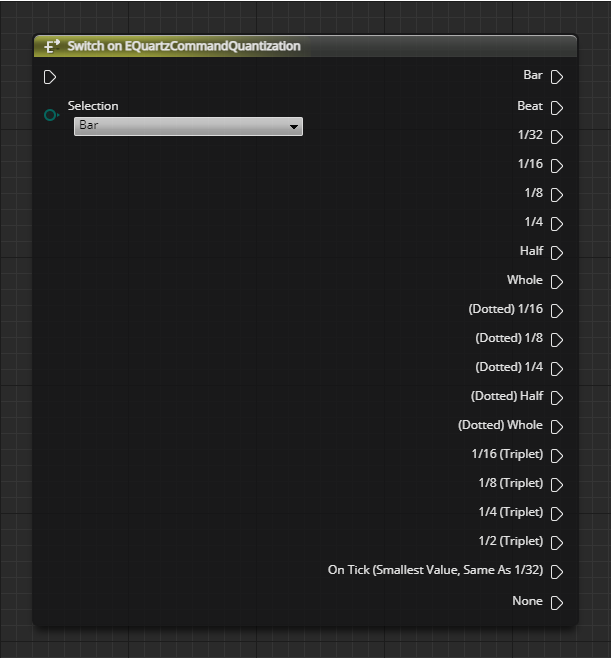 Switch on EQuartzCommandQuantization
Bar
Selection
Bar
Beat
1/32
1/16
1/8
1/4
Half
Whole
(Dotted) 1/16
(Dotted) 1/8
(Dotted) 1/4
(Dotted) Half
(Dotted) Whole
1/16 (Triplet)
1/8 (Triplet)
1/4 (Triplet)
1/2 (Triplet)
On Tick (Smallest Value, Same As 1/32)
None